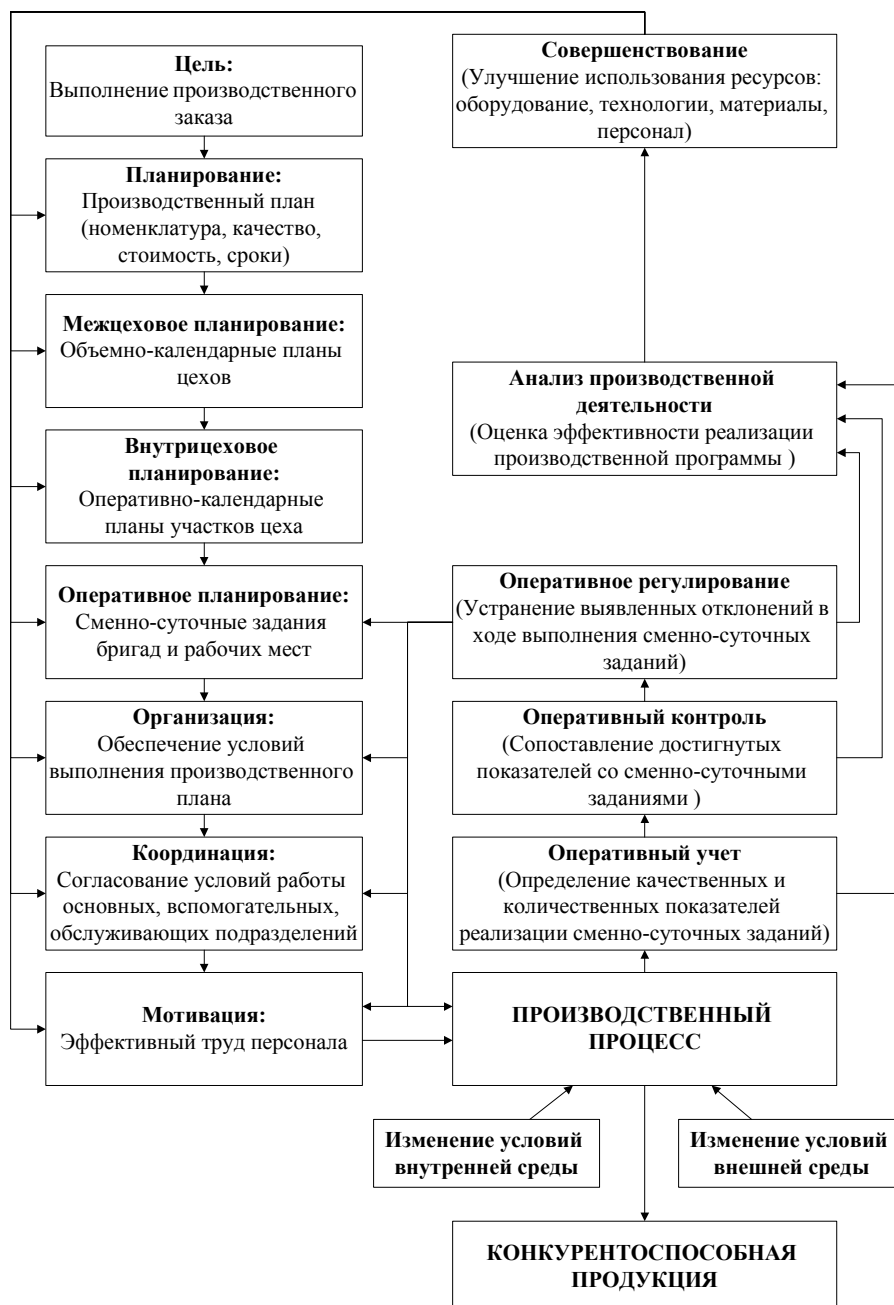 Цель:
Выполнение производственного
заказа
Планирование:
Производственный план
(номенклатура, качество,
стоимость, сроки)
Межцеховое планирование:
Объемно-календарные планы
цехов
Внутрицеховое
планирование:
Оперативно-календарные
планы участков цеха
Оперативное планирование:
Сменно-суточные задания
бригад и рабочих мест
Организация:
Обеспечение условий
выполнения производственного
плана
Координация:
Согласование условий работы
основных, вспомогательных,
обслуживающих подразделений
Мотивация:
Эффективный труд персонала
Совершенствование
(Улучшение использования ресурсов:
оборудование, технологии, материалы,
персонал)
Анализ производственной
деятельности
(Оценка эффективности реализации
производственной программы )
Оперативное регулирование
(Устранение выявленных отклонений в
ходе выполнения сменно-суточных
заданий)
Оперативный контроль
(Сопоставление достигнутых
показателей со сменно-суточными
заданиями )
Оперативный учет
(Определение качественных и
количественных показателей
реализации сменно-суточных заданий)
ПРОИЗВОДСТВЕННЫЙ
ПРОЦЕСС
Изменение условий
внутренней среды
Изменение условий
внешней среды
КОНКУРЕНТОСПОСОБНАЯ
ПРОДУКЦИЯ